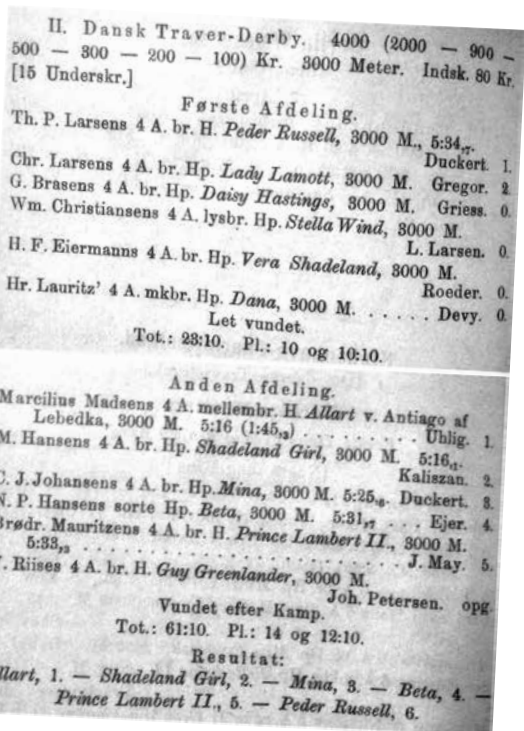 II. Dansk Traver-Derby. 4000 (2000 — 900 —
500 — 300 — 200 — 100) Kr. 3000 Meter. Indsk. 80 Kr.
[15 Underskr.]
Første Afdeling.
Th. P. Larsens 4 A. br. H. Peder Russell, 3000 M., 5:34,7.
Duckert. 1.
Chr. Larsens 4 A. br. Hp. Lady Lamott, 3000 M. Gregor. 2.
G. Brasens 4 A. br. Hp. Daisy Hastings, 3000 M. Griess. 0.
Wm. Christiansens 4 A. lysbr. Hp. Stella Wind, 3000 M.
L. Larsen. 0.
H. F. Eiermanns 4 A. br. Hp. Vera Shadeland, 3000 M.
Roeder. 0.
Hr. Lauritz' 4 A. mkbr. Hp. Dana, 3000 M. . . . . . . Devy. 0.
Let vundet.
Tot.: 23:10. Pl.: 10 og 10:10.
Anden Afdeling.
Marcilius Madsens 4 A. mellembr. H. Allart v. Antiago af
Lebedka, 3000 M. 5:16 (1:45,3) . . . . . . . . . Uhlig. 1.
M. Hansens 4 A. br. Hp. Shadeland Girl, 3000 M. 5:16,1.
Kaliszan. 2.
C. J. Johansens 4 A. br. Hp. Mina, 3000 M. 5:25,8. Duckert. 3.
N. P. Hansens sorte Hp. Beta, 3000 M. 5:31,7 . . . Ejer. 4.
Brødr. Mauritzens 4 A. br. H. Prince Lambert II., 3000 M.
5:33,3 . . . . . . . . . . . . . . . . . . . . . . J. May. 5.
Riises 4 A. br. H. Guy Greenlander, 3000 M.
Joh. Petersen. opg.
Vundet efter Kamp.
Tot.: 61:10. Pl.: 14 og 12:10.
Resultat:
llart, 1. — Shadeland Girl, 2. — Mina, 3. — Beta, 4. —
Prince Lambert II., 5. — Peder Russell, 6.